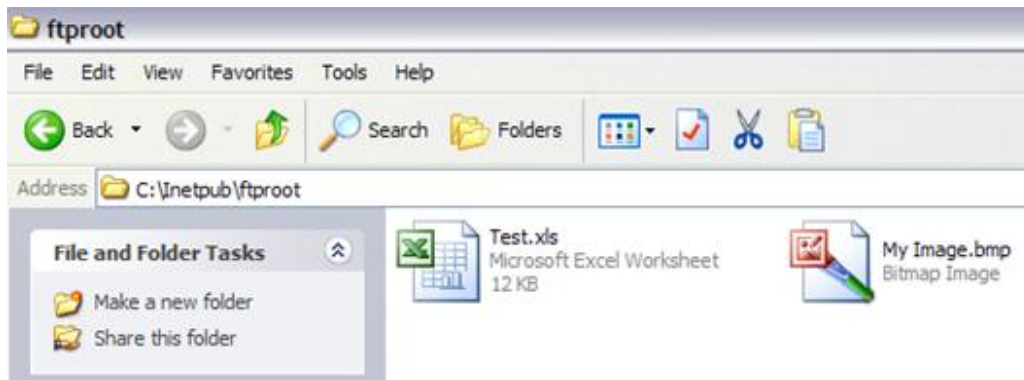 ftproot
File Edit View Favorites Tools Help
Back Search Folders
Address C:\Inetpub\ftproot
File and Folder Tasks
Make a new folder
Share this folder
Test.xls
Microsoft Excel Worksheet
12 KB
My Image.bmp
Bitmap Image